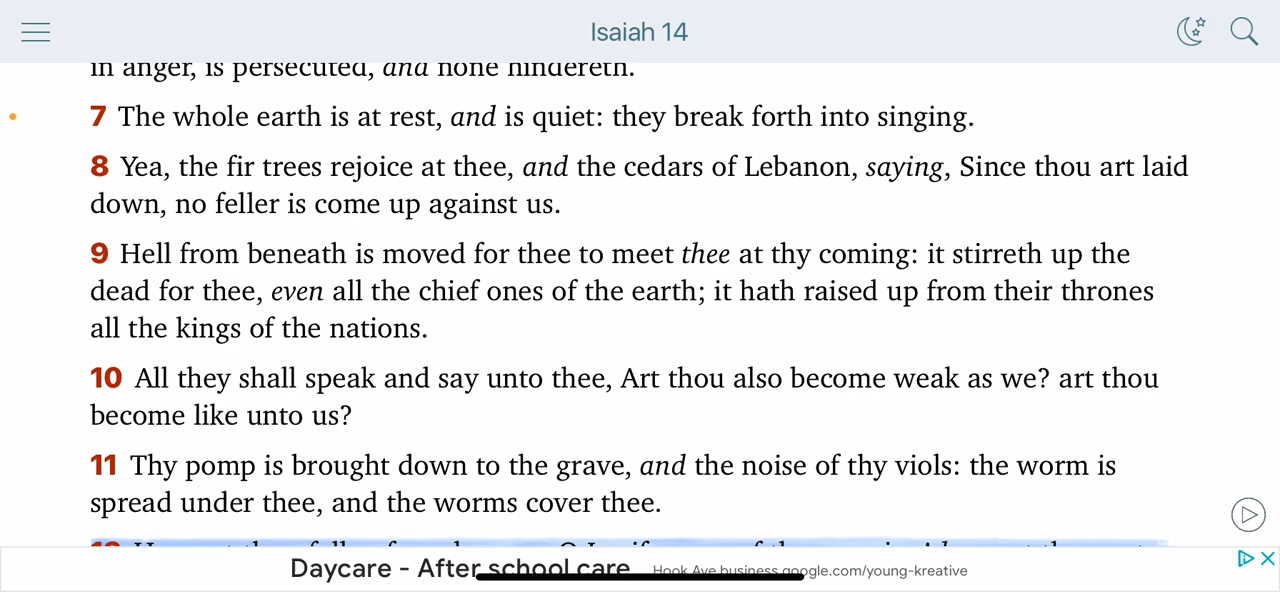 Isaiah 14
in anger, is persecuted, and none hindereth.
7 The whole earth is at rest, and is quiet: they break forth into singing.
8 Yea, the fir trees rejoice at thee, and the cedars of Lebanon, saying, Since thou art laid
down, no feller is come up against us.
9 Hell from beneath is moved for thee to meet thee at thy coming: it stirreth up the
dead for thee, even all the chief ones of the earth; it hath raised up from their thrones
all the kings of the nations.
10 All they shall speak and say unto thee, Art thou also become weak as we? art thou
become like unto us?
11 Thy pomp is brought down to the grave, and the noise of thy viols: the worm is
spread under thee, and the worms cover thee.
Daycare - After school care
Hook Ave business.google.com/young-kreative